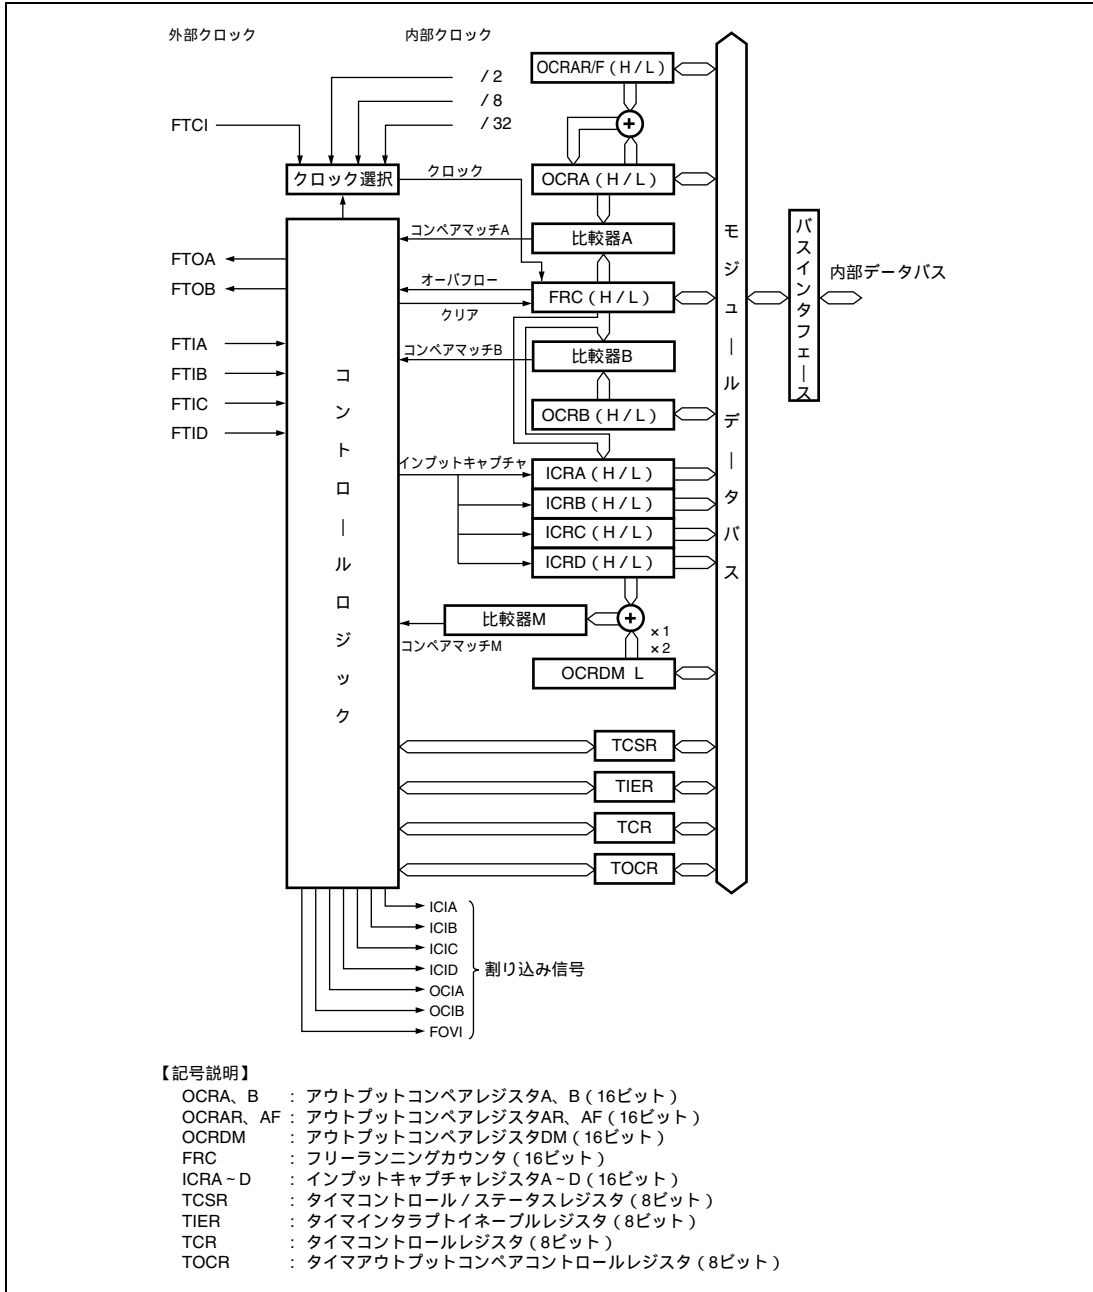 外部クロック
内部クロック
/ 2
/ 8
/ 32
FTCI
クロック選択
クロック
OCRAR/F ( H / L )
+
OCRA ( H / L )
コンペアマッチA
比較器A
FTOA
FTOB
オーバフロー
FRC ( H / L )
クリア
FTIA
FTIB
FTIC
FTID
コンペアマッチB
比較器B
OCRB ( H / L )
コントロールロジック
インプットキャプチャ
ICRA ( H / L )
ICRB ( H / L )
ICRC ( H / L )
ICRD ( H / L )
+
×1
×2
比較器M
コンペアマッチM
OCRDM L
TCSR
TIER
TCR
TOCR
モジュールデータバス
バスインタフェース
内部データバス
ICIA
ICIB
ICIC
ICID
OCIA
OCIB
FOVI
割り込み信号
【記号説明】
OCRA、B : アウトプットコンペアレジスタA、B ( 16ビット )
OCRAR、AF : アウトプットコンペアレジスタAR、AF ( 16ビット )
OCRDM : アウトプットコンペアレジスタDM ( 16ビット )
FRC : フリーランニングカウンタ ( 16ビット )
ICRA ~ D : インプットキャプチャレジスタA ~ D ( 16ビット )
TCSR : タイマコントロール / ステータスレジスタ ( 8ビット )
TIER : タイマインタラプトイネーブルレジスタ ( 8ビット )
TCR : タイマコントロールレジスタ ( 8ビット )
TOCR : タイマアウトプットコンペアコントロールレジスタ ( 8ビット )